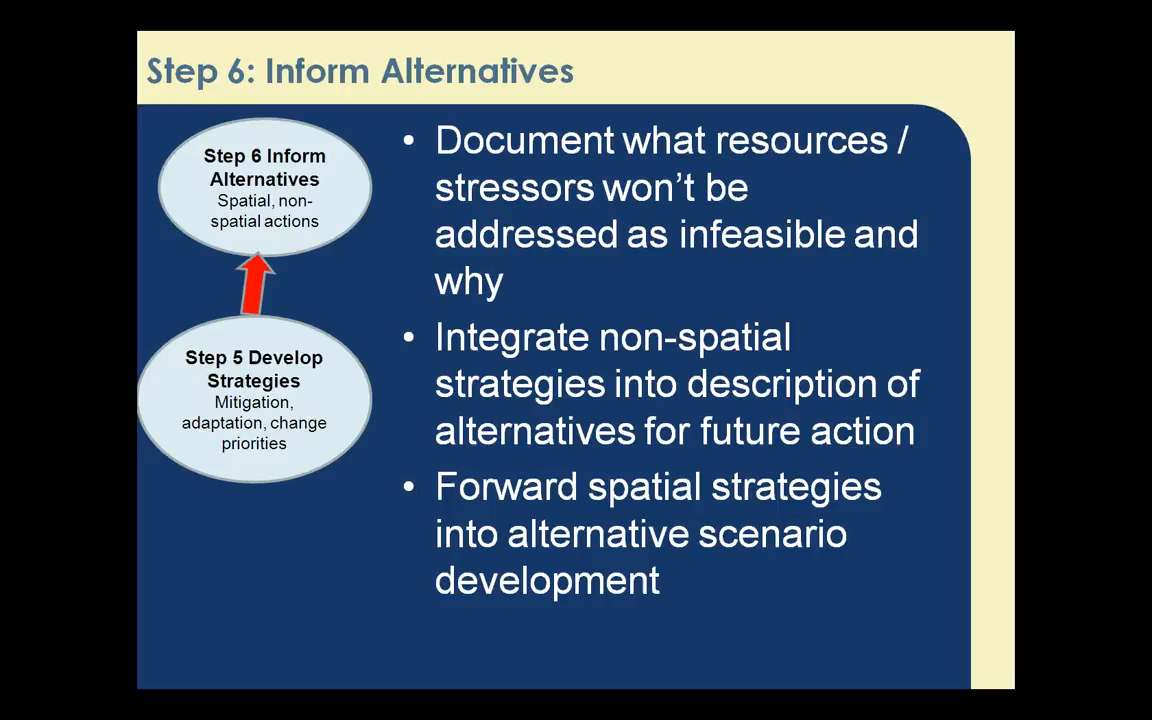 Step 6: Inform Alternatives
Step 6 Inform
Alternatives
Spatial, non-
spatial actions
Step 5 Develop
Strategies
Mitigation,
adaptation, change
priorities
• Document what resources /
stressors won’t be
addressed as infeasible and
why
• Integrate non-spatial
strategies into description of
alternatives for future action
• Forward spatial strategies
into alternative scenario
development